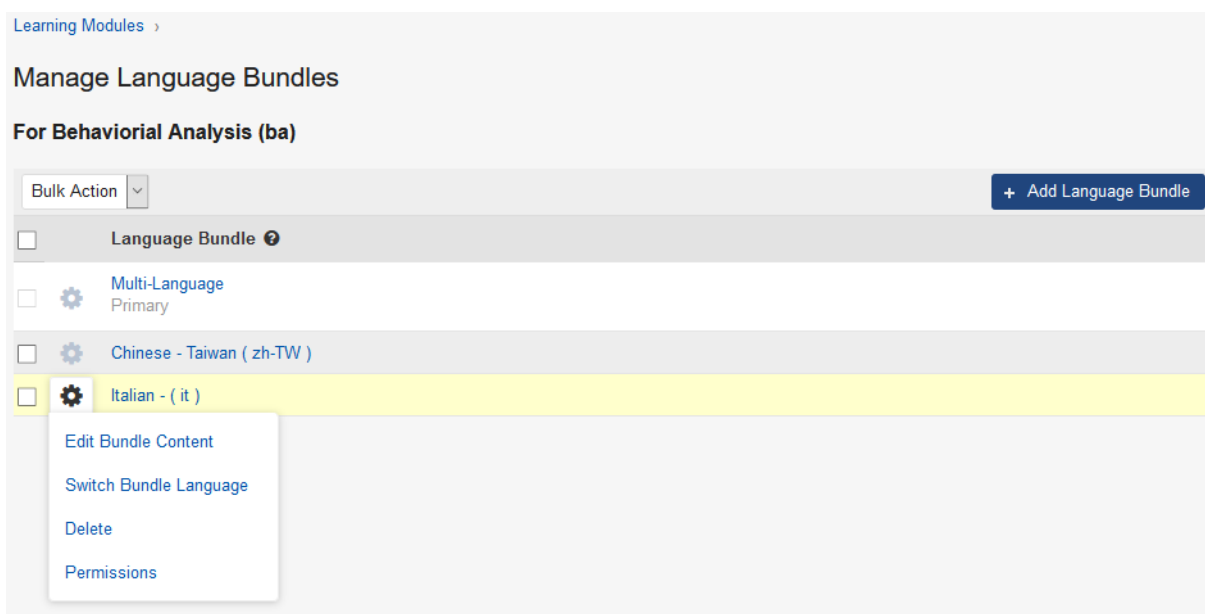 Learning Modules ›
Manage Language Bundles
For Behaviorial Analysis (ba)
Bulk Action
+ Add Language Bundle
Language Bundle ?
Multi-Language
Primary
Chinese - Taiwan ( zh-TW )
Italian - ( it )
Edit Bundle Content
Switch Bundle Language
Delete
Permissions